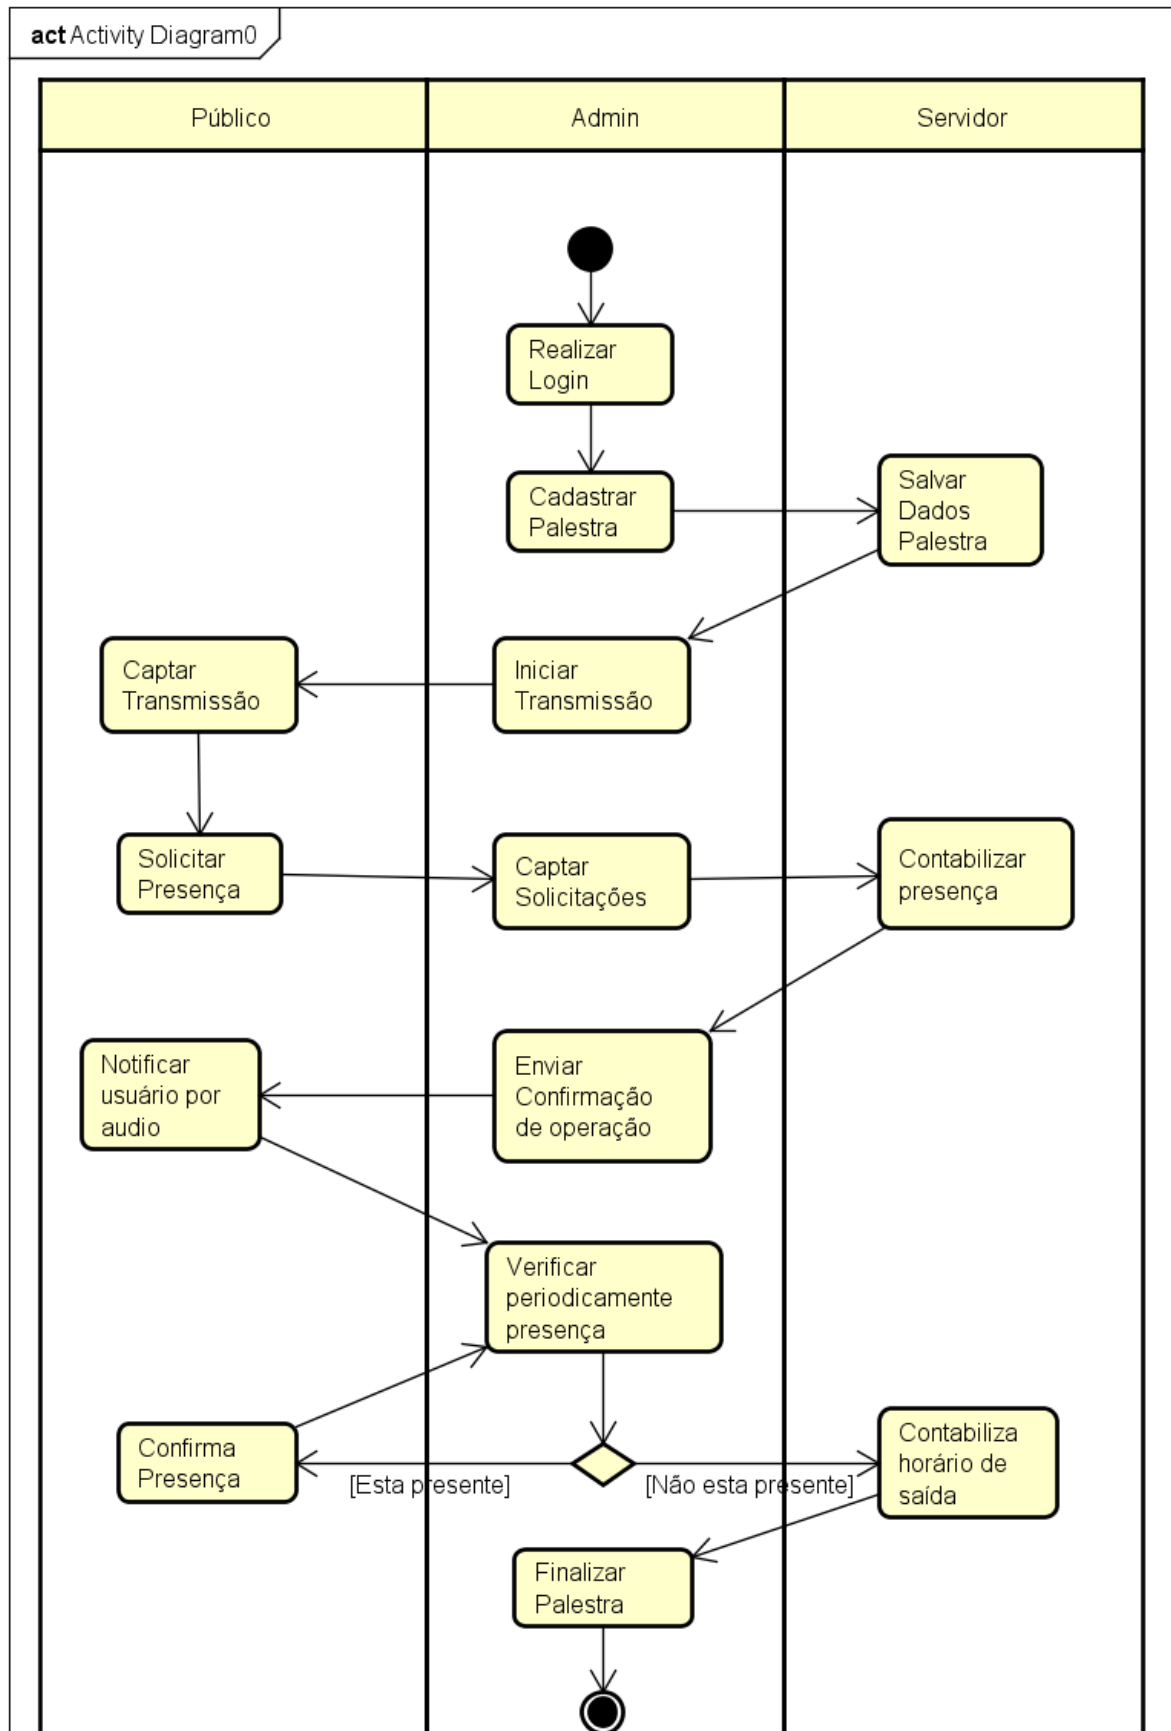 act Activity Diagram0
Público
Admin
Servidor
Realizar
Login
Cadastrar
Palestra
Salvar
Dados
Palestra
Captar
Transmissão
Iniciar
Transmissão
Solicitar
Presença
Captar
Solicitações
Contabilizar
presença
Notificar
usuário por
audio
Enviar
Confirmação
de operação
Verificar
periodicamente
presença
Confirma
Presença
[Esta presente]
[Não esta presente]
Contabiliza
horário de
saída
Finalizar
Palestra